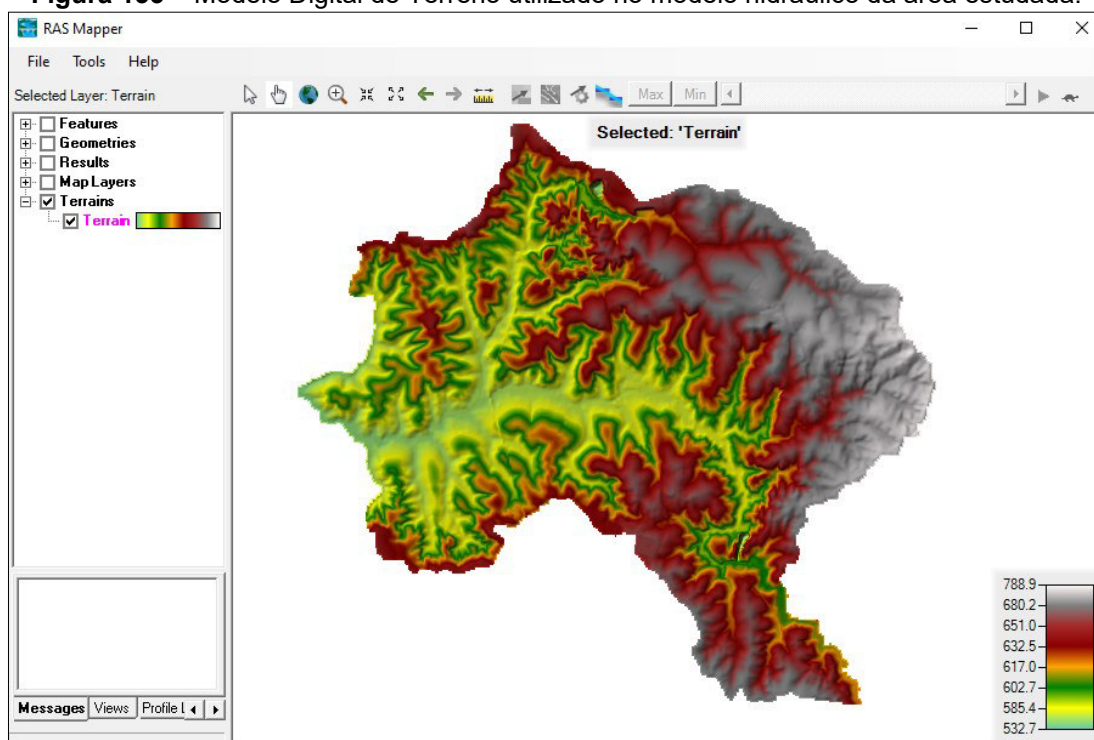 Modelo Digital do Terreno utilizado no modelo hidráulico da área estudada.
RAS Mapper
File Tools Help
Selected Layer: Terrain
Max Min
Features
Geometries
Results
Map Layers
Terrains
Terrain
Selected: 'Terrain'
788.9
680.2
651.0
632.5
617.0
602.7
585.4
532.7
Messages Views Profile L